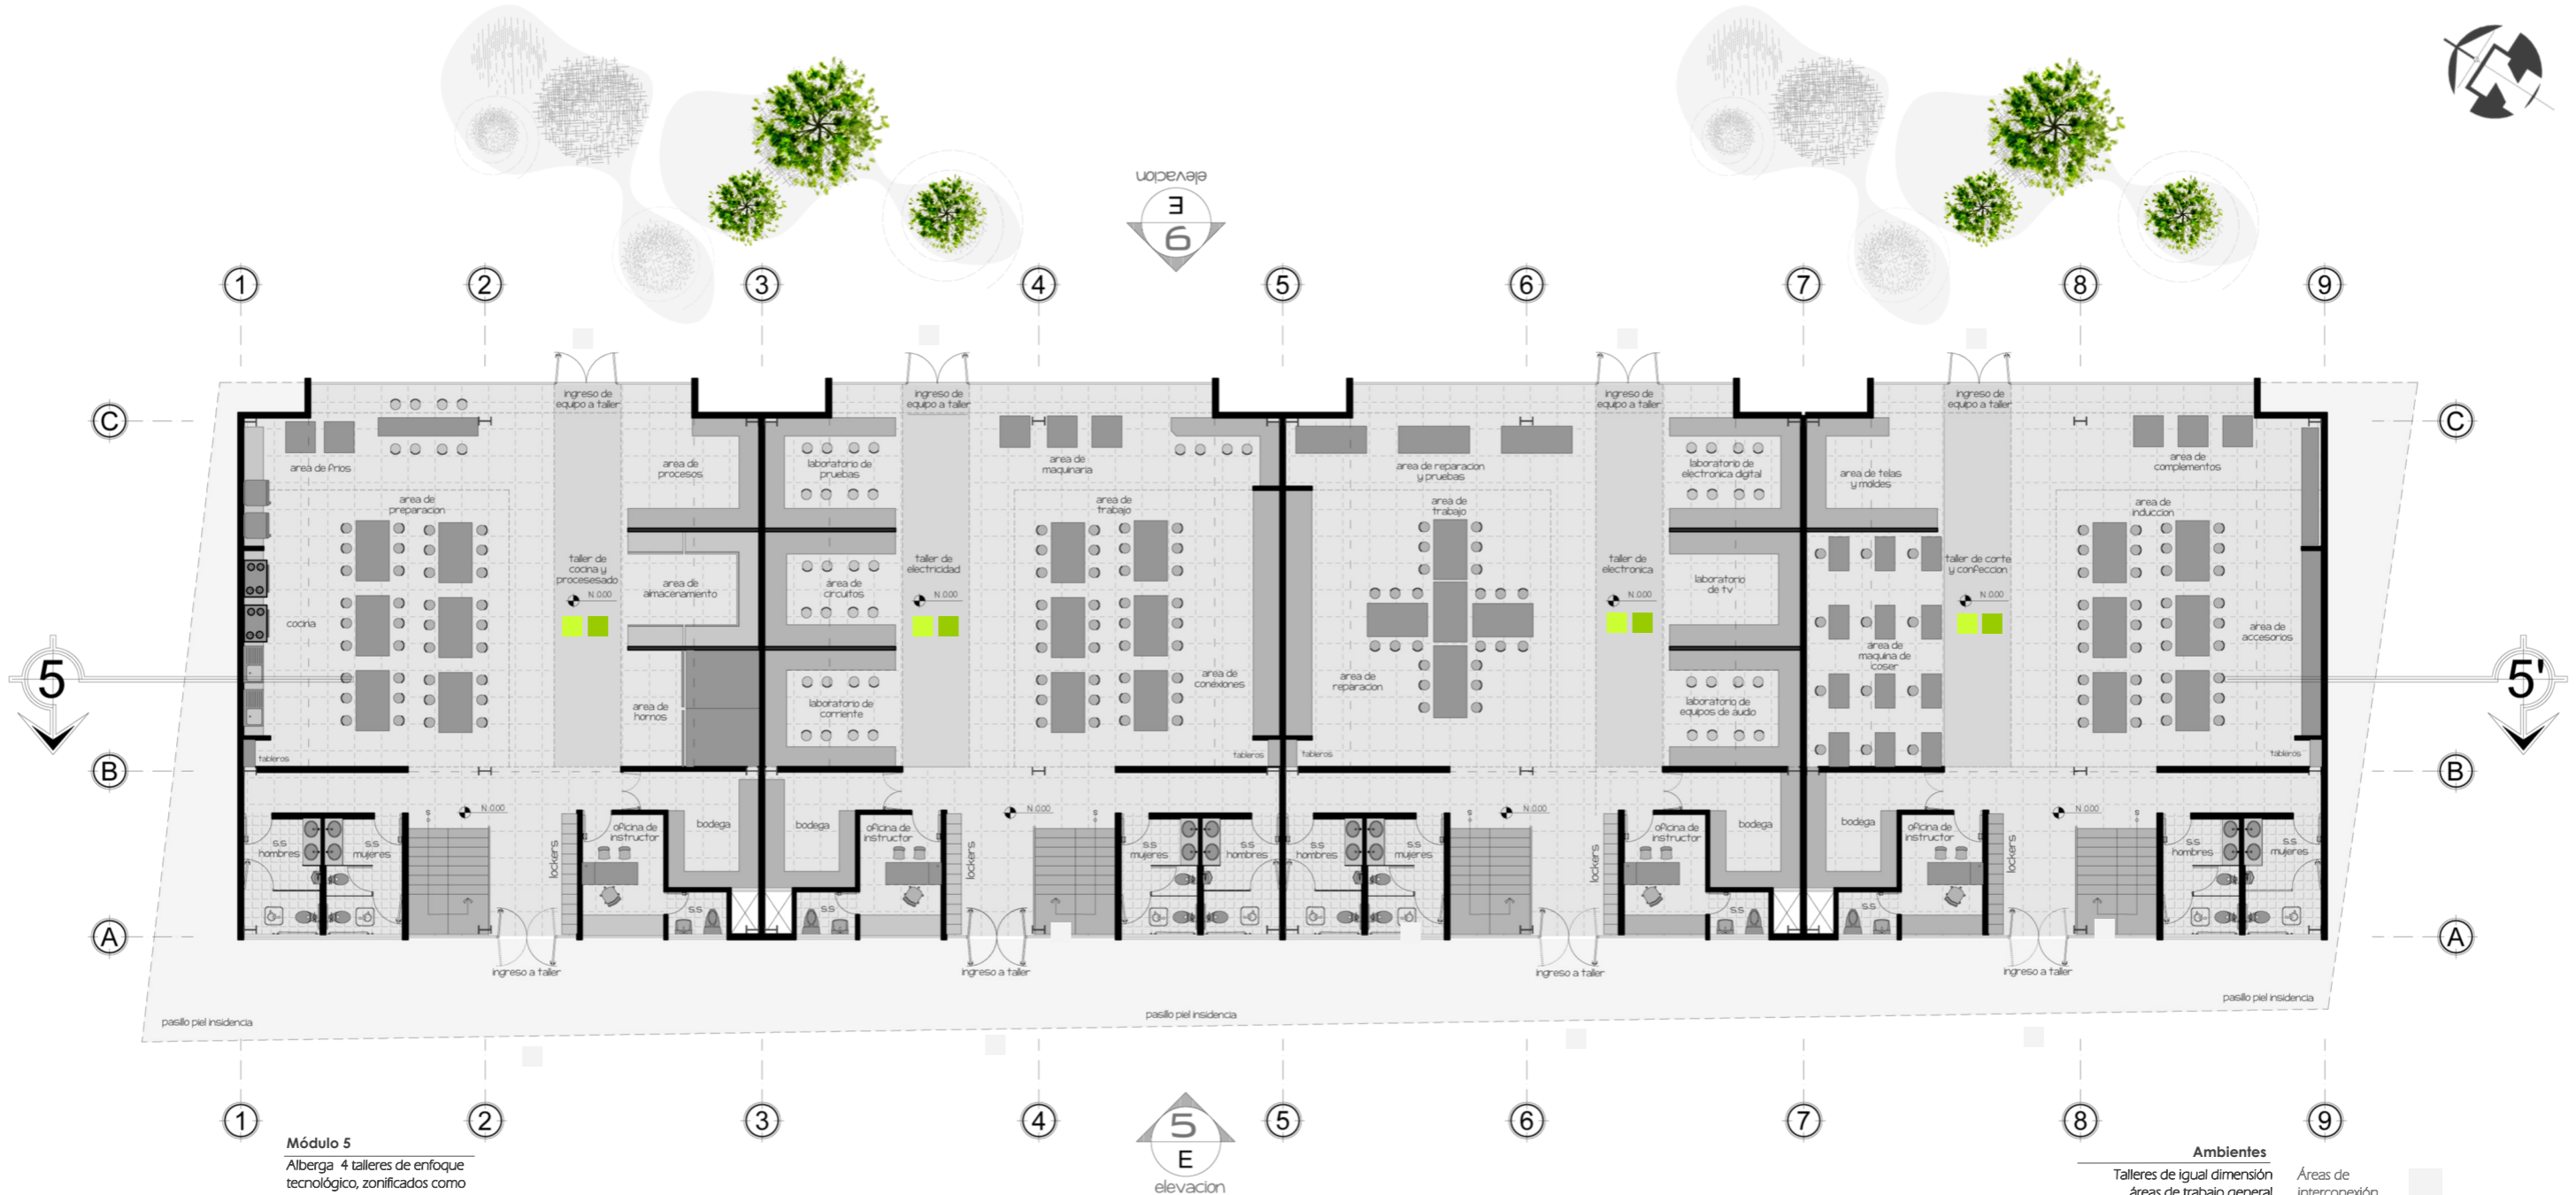 elevacion
E
6
1 2 3 4 5 6 7 8 9
ingreso de
equipo a taller
ingreso de
equipo a taller
ingreso de
equipo a taller
ingreso de
equipo a taller
C
C
area de frios
area de
procesos
laboratorio de
pruebas
area de
maquinaria
area de reparacion
y pruebas
laboratorio de
electronica digital
area de telas
y moldes
area de
complementos
area de
preparacion
area de
trabajo
area de
trabajo
area de
induccion
taller de
cocina y
procesesado
N 0.00
area de
almacenamiento
área de
circuitos
taller de
electricidad
N 0.00
taller de
electronica
N 0.00
laboratorio
de tv
taller de corte
y confeccion
N 0.00
cocina
area de
accesorios
área de
maquina de
coser
5
5'
area de
hornos
laboratorio de
corriente
area de
conexiones
area de
reparacion
laboratorio de
equipos de audio
tableros
tableros
tableros
tableros
B
B
N 0.00
N 0.00
N 0.00
N 0.00
s
s
s
s
s.s
hombres
s.s
mujeres
lockers
oficina de
instructor
bodega
bodega
oficina de
instructor
lockers
s.s
mujeres
s.s
hombres
s.s
hombres
s.s
mujeres
lockers
oficina de
instructor
bodega
bodega
oficina de
instructor
lockers
s.s
hombres
s.s
mujeres
s.s
s.s
s.s
s.s
A
A
ingreso a taller
ingreso a taller
ingreso a taller
ingreso a taller
pasillo piel insidencia
pasillo piel insidencia
pasillo piel insidencia
1 2 3 4 5 6 7 8 9
5
E
elevacion
Módulo 5
Alberga 4 talleres de enfoque
tecnológico, zonificados como
Ambientes
Talleres de igual dimensión
áreas de trabajo general
Áreas de
interconexión